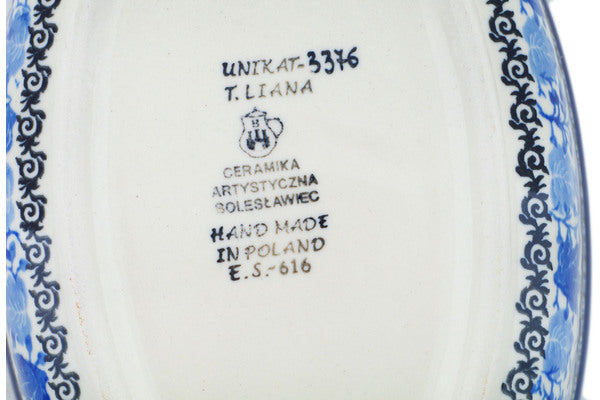 UNIKAT-3376
T. LIANA
B
CERAMIKA
ARTYSTYCZNA
BOLESŁAWIEC
HAND MADE
IN POLAND
E.S.-616